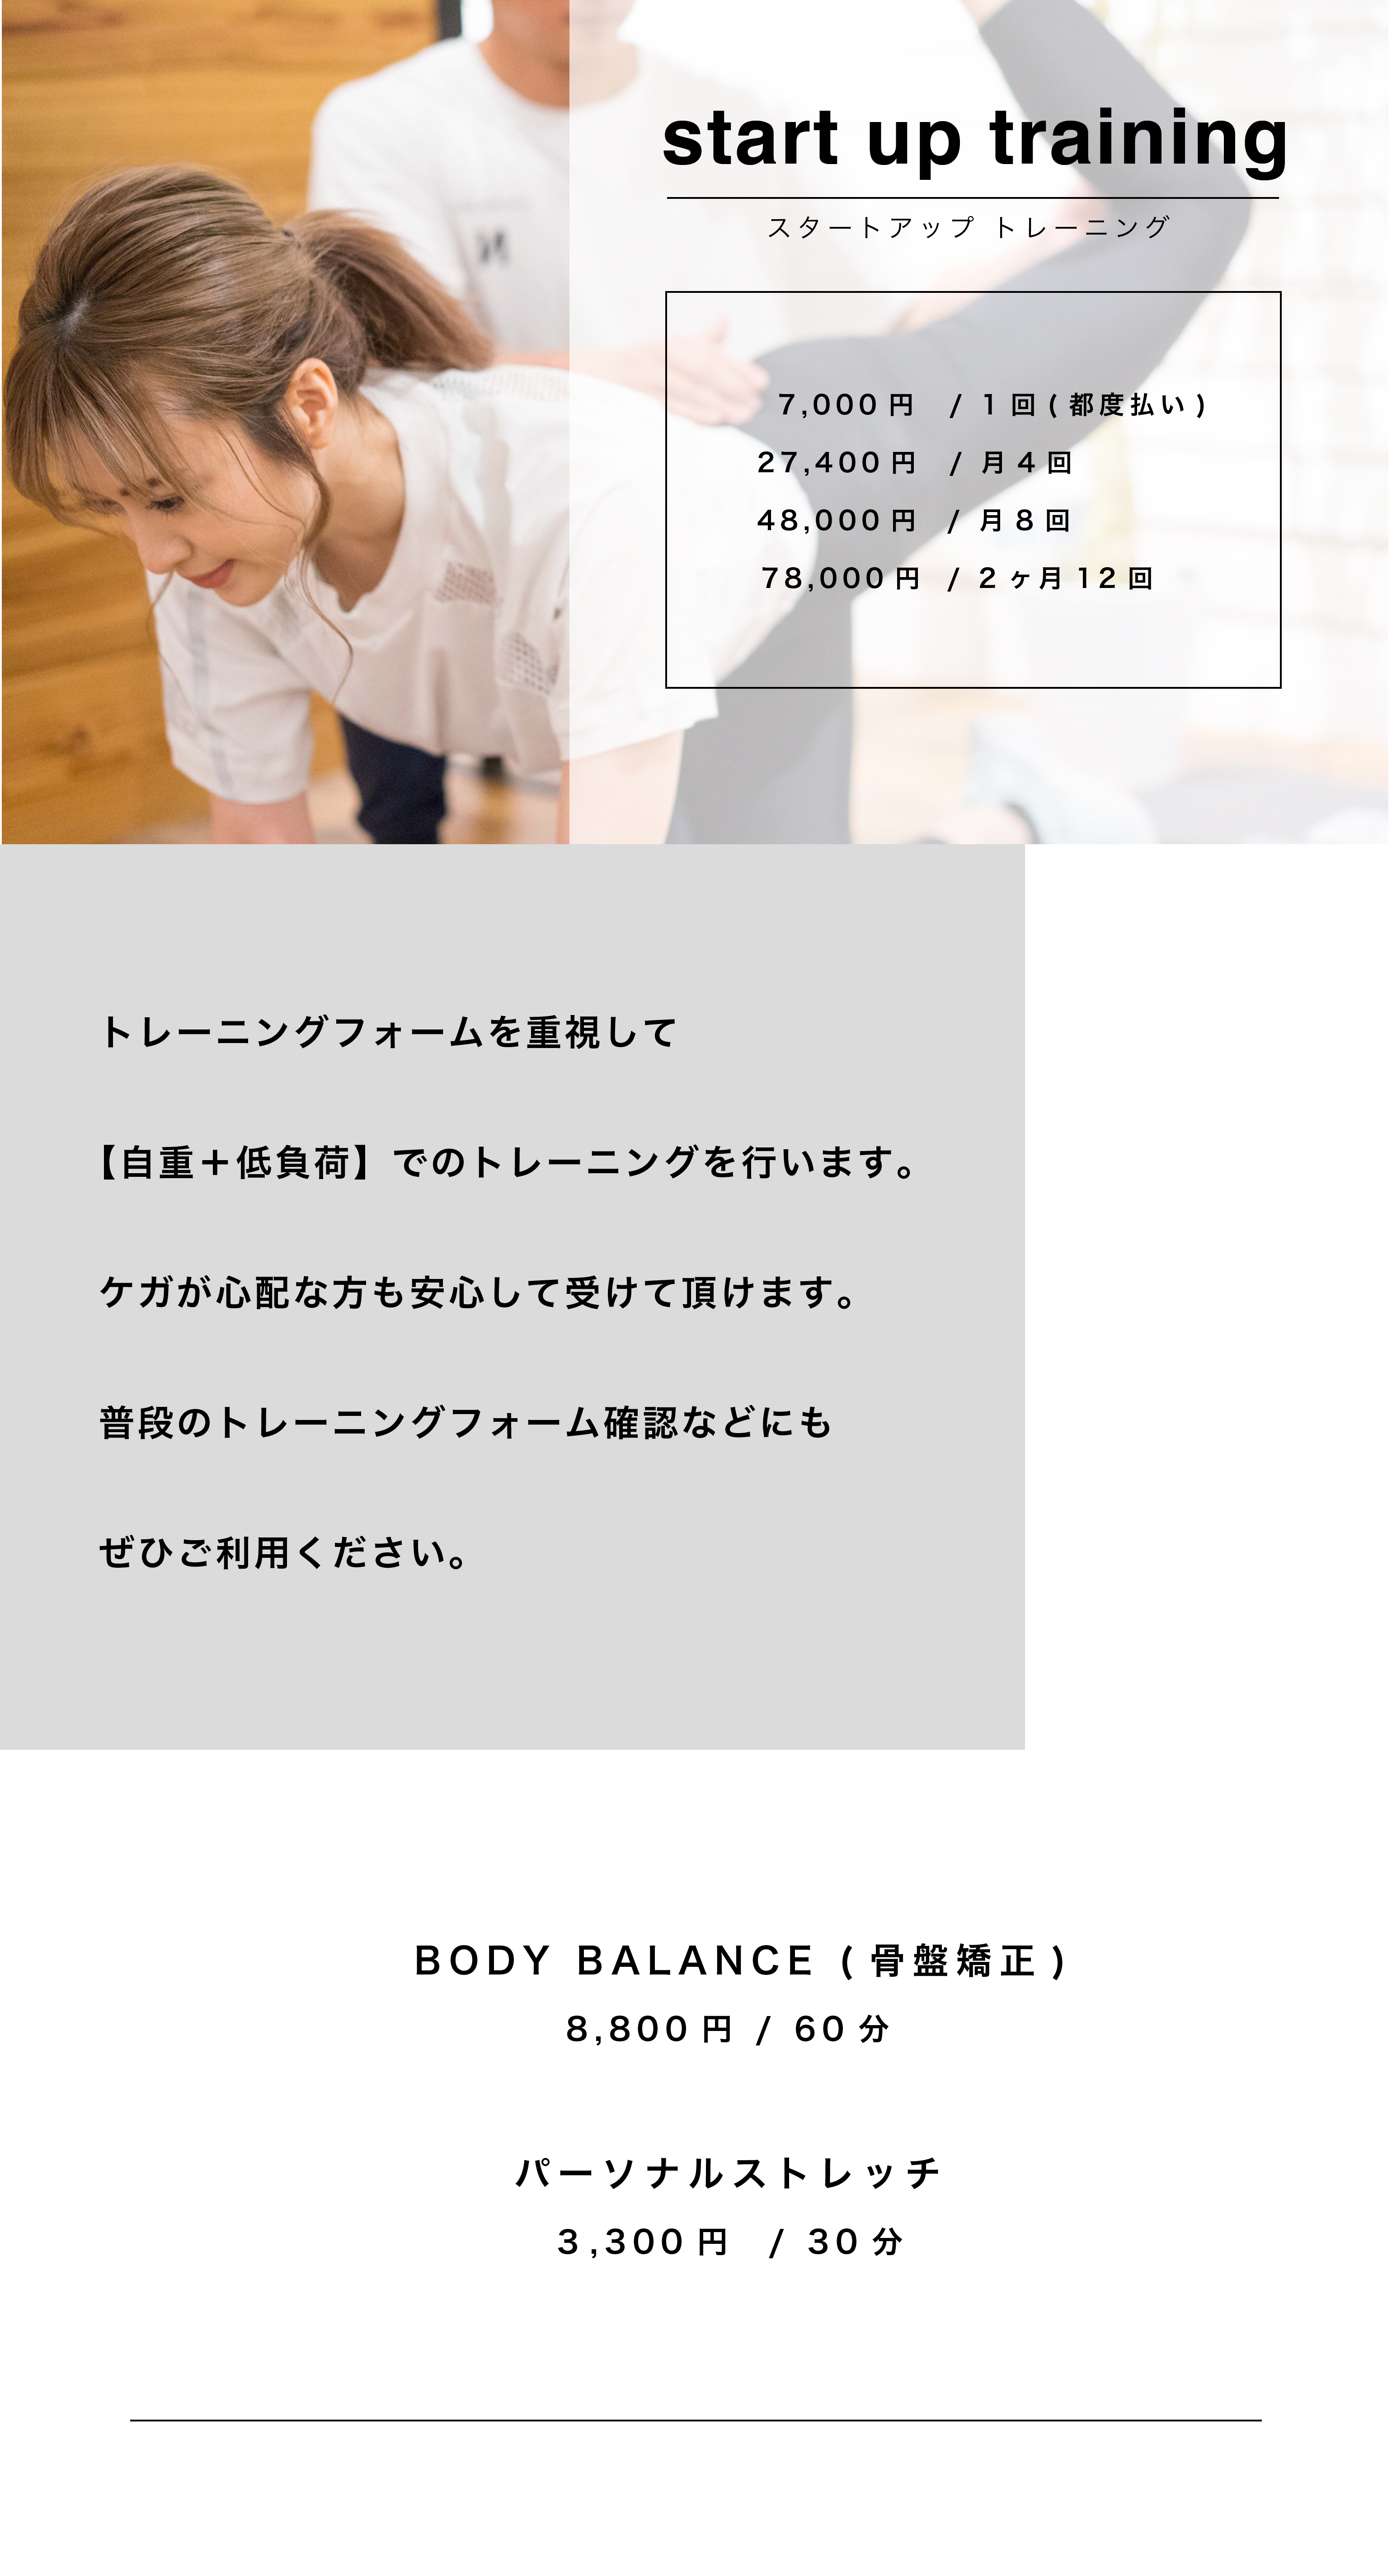 start up training
スタートアップ トレーニング
7,000円 / 1回(都度払い)
27,400円 / 月4回
48,000円 / 月8回
78,000円 / 2ヶ月12回
トレーニングフォームを重視して
【自重＋低負荷】でのトレーニングを行います。
ケガが心配な方も安心して受けて頂けます。
普段のトレーニングフォーム確認などにも
ぜひご利用ください。
BODY BALANCE (骨盤矯正)
8,800円 / 60分
パーソナルストレッチ
3,300円 / 30分